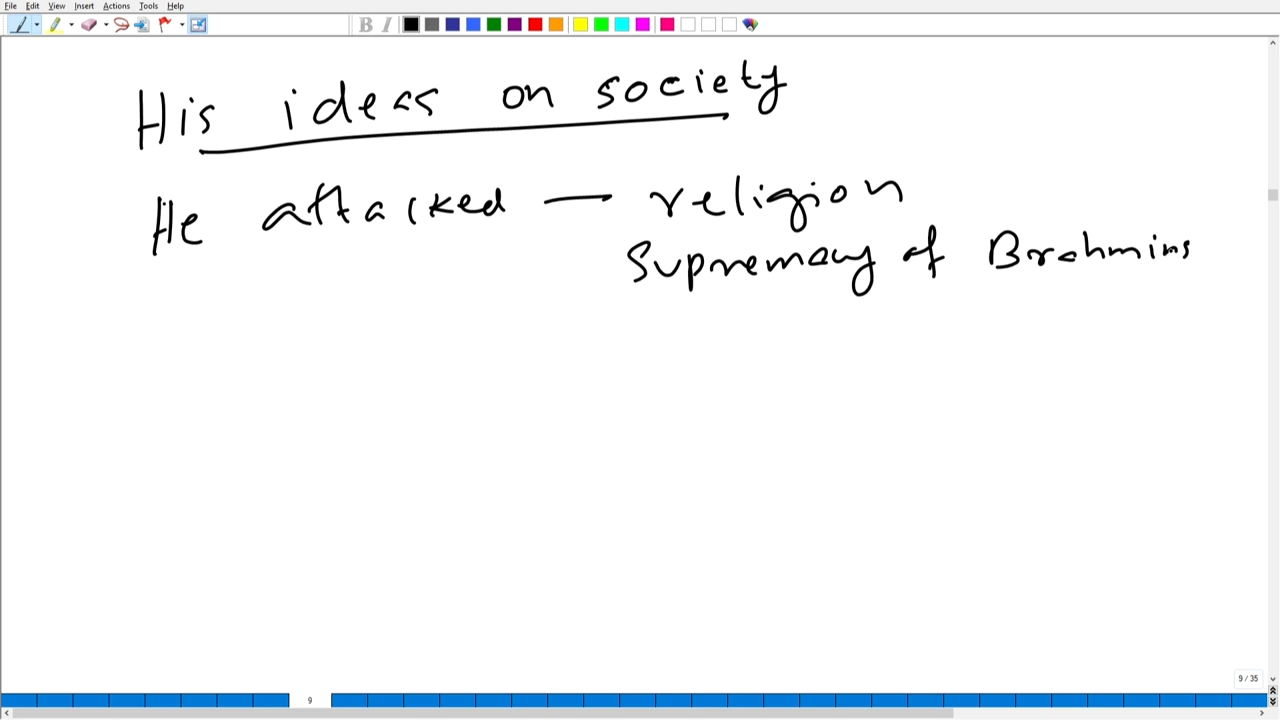 File Edit View Insert Actions Tools Help
B I
His ideas on society
He attacked — religion
Supremacy of Brahmins
9 / 35
9